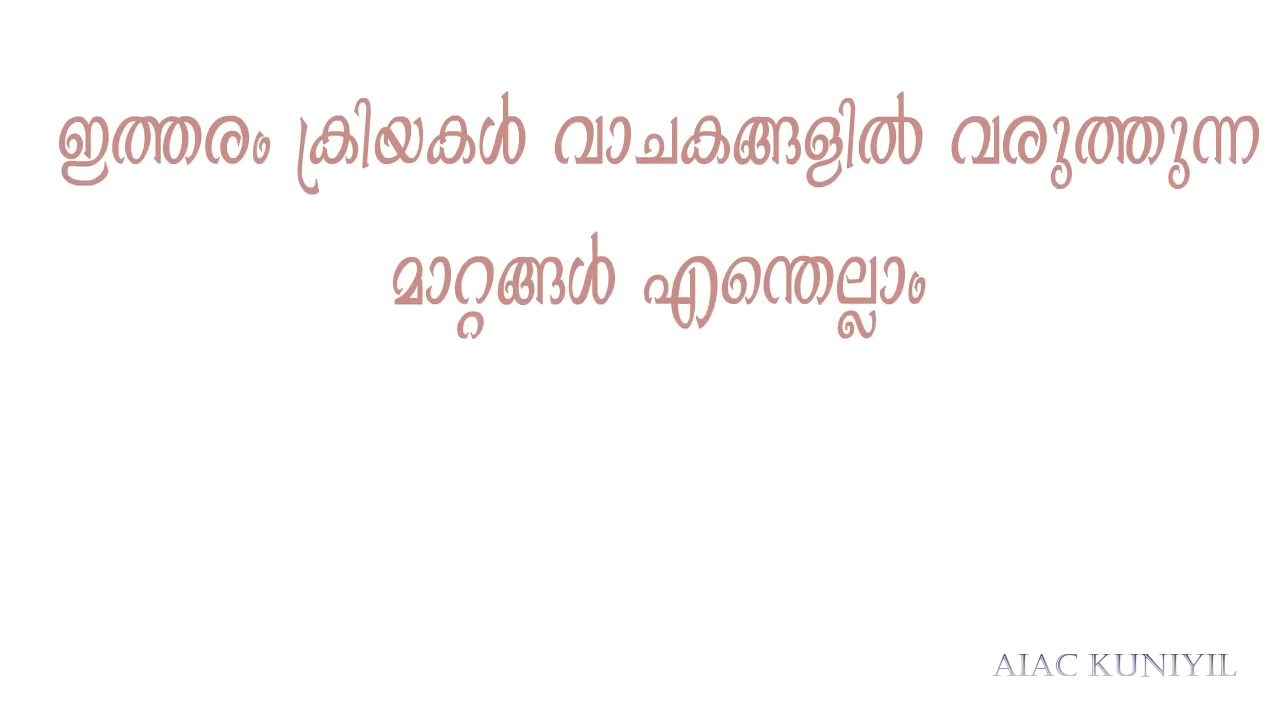 ഇത്തരം ക്രിയകൾ വാചകങ്ങളിൽ വരുത്തുന്ന
മാറ്റങ്ങൾ എന്തെല്ലാം
AIAC KUNIYIL